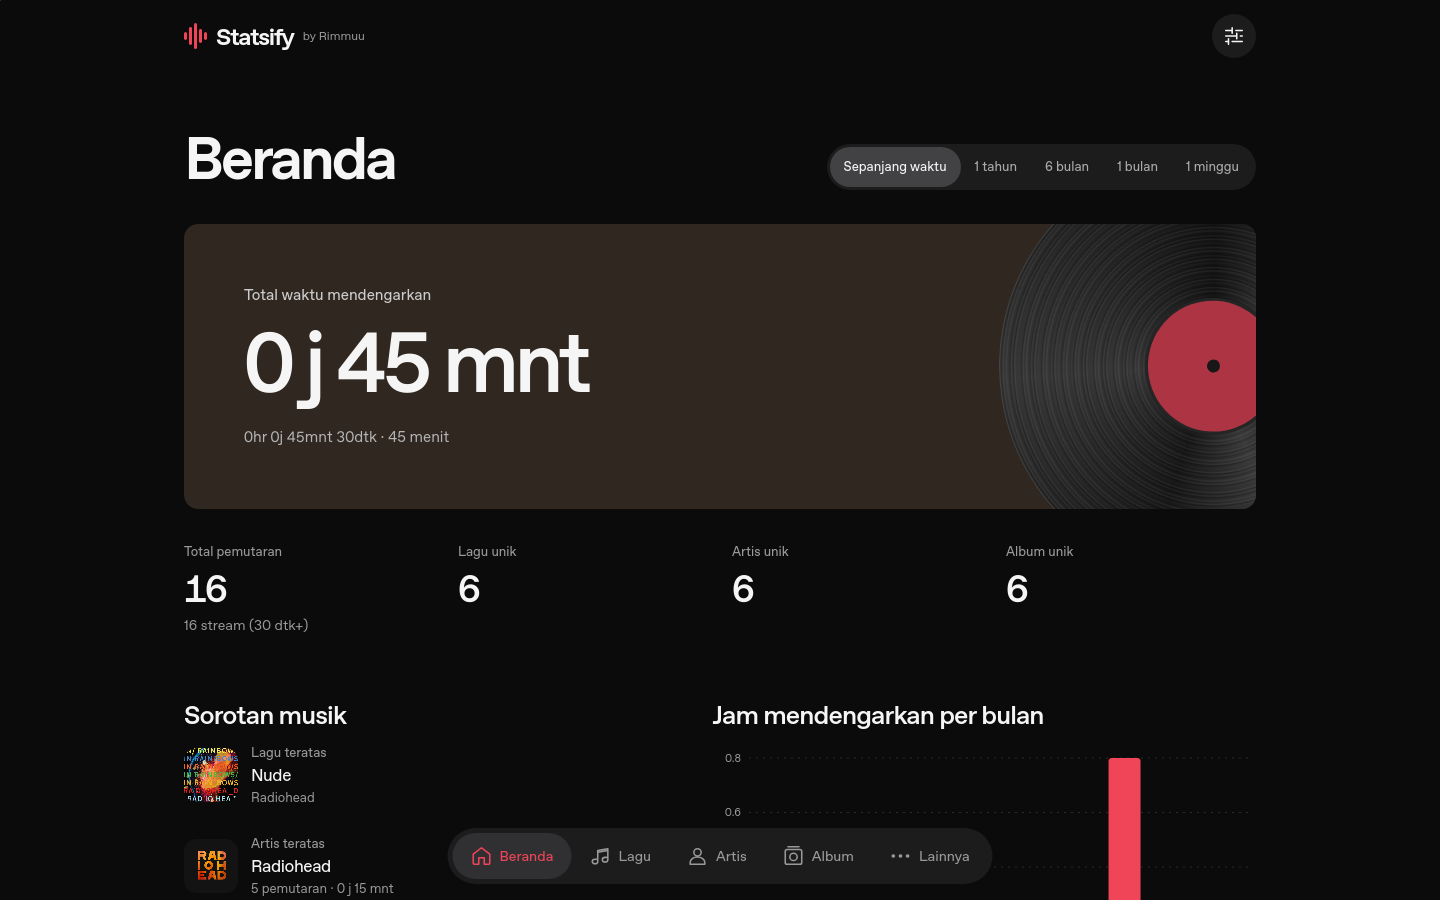 Statsify by Rimmuu
Beranda
Sepanjang waktu 1 tahun 6 bulan 1 bulan 1 minggu
Total waktu mendengarkan
0 j 45 mnt
0hr 0j 45mnt 30dtk · 45 menit
Total pemutaran
16
16 stream (30 dtk+)
Lagu unik
6
Artis unik
6
Album unik
6
Sorotan musik
Lagu teratas
Nude
Radiohead
RAD
IOH
EAD
Artis teratas
Radiohead
5 pemutaran · 0 j 15 mnt
Jam mendengarkan per bulan
0.8
0.6
Beranda Lagu Artis Album Lainnya